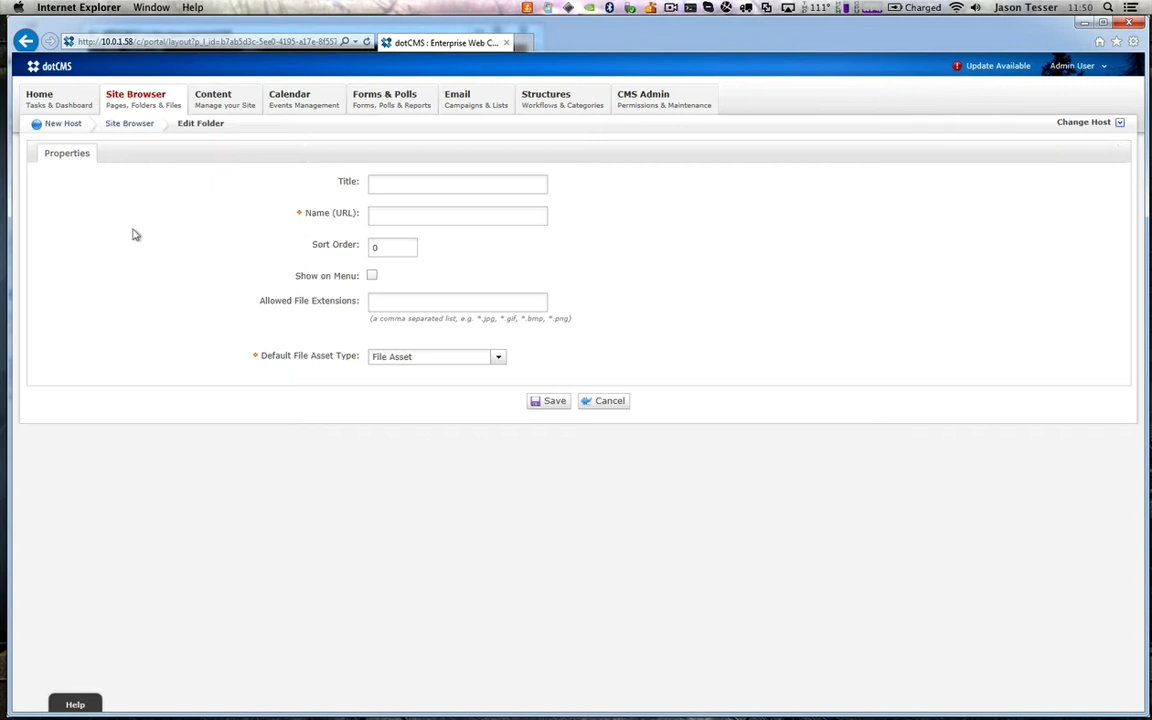 Internet Explorer Window Help
111° Charged Jason Tesser 11:50
dotCMS : Enterprise Web C...
dotCMS
Update Available Admin User
Home Site Browser Content Calendar Forms & Polls Email Structures CMS Admin
Tasks & Dashboard Pages, Folders & Files Manage your Site Events Management Forms, Polls & Reports Campaigns & Lists Workflows & Categories Permissions & Maintenance
New Host Site Browser Edit Folder Change Host
Properties
Title:
Name (URL):
Sort Order: 0
Show on Menu:
Allowed File Extensions:
(a comma separated list, e.g. *.jpg, *.gif, *.bmp, *.png)
Default File Asset Type: File Asset
Save Cancel
Help